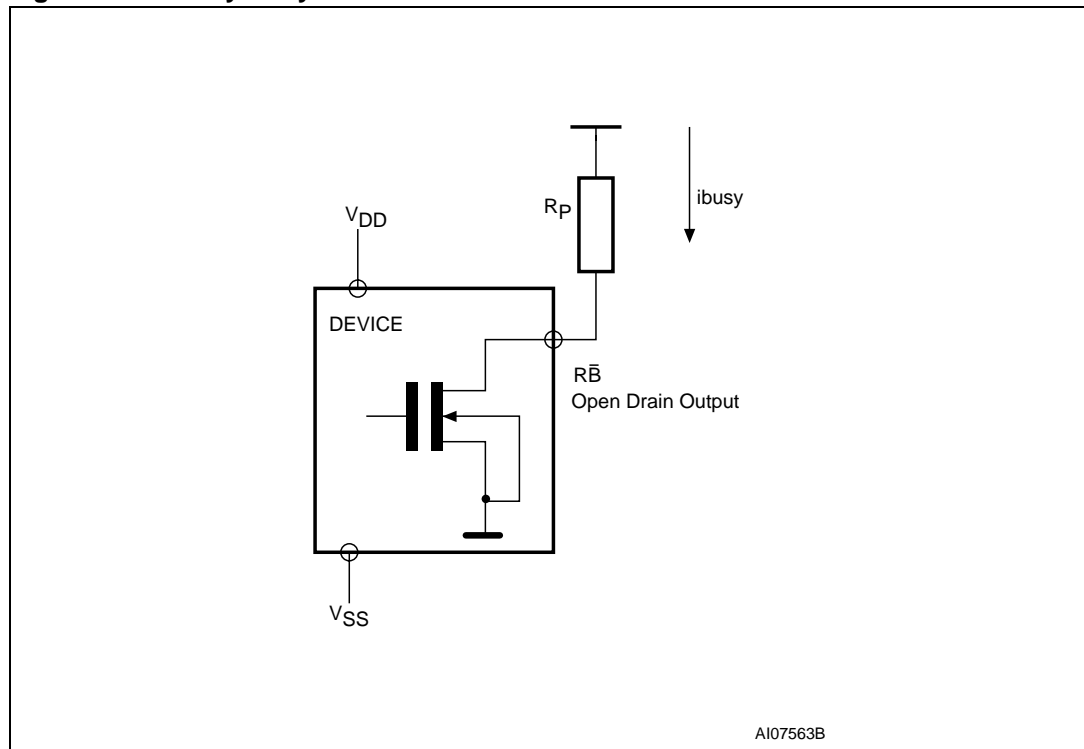 RP
ibusy
VDD
DEVICE
RB̅
Open Drain Output
VSS
AI07563B